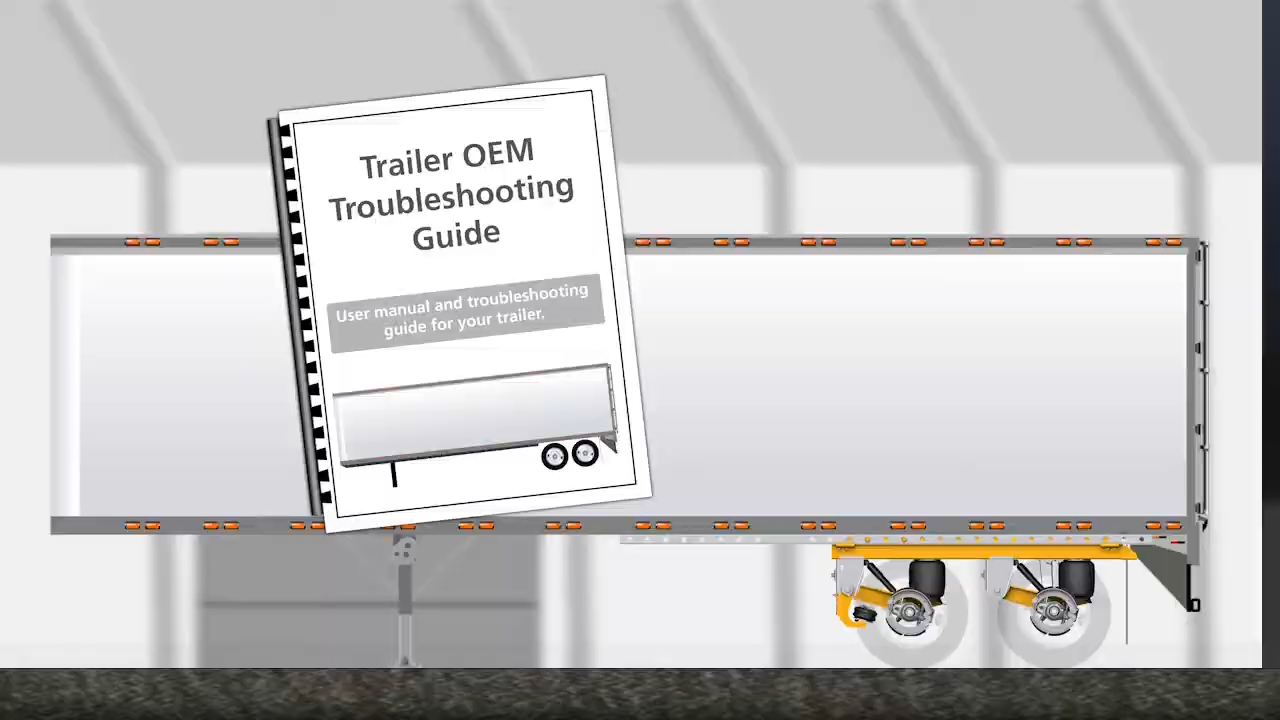 Trailer OEM
Troubleshooting
Guide
User manual and troubleshooting
guide for your trailer.